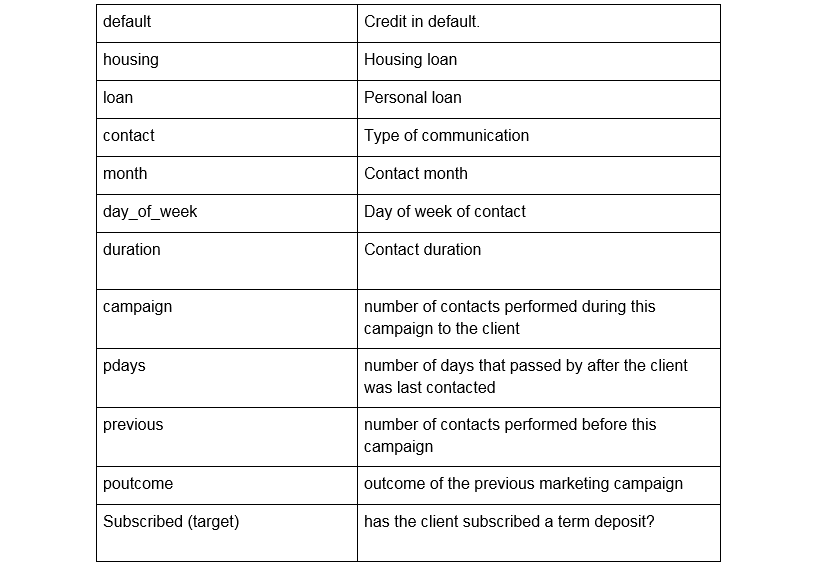 default
Credit in default.
housing
Housing loan
loan
Personal loan
contact
Type of communication
month
Contact month
day_of_week
Day of week of contact
duration
Contact duration
campaign
number of contacts performed during this
campaign to the client
pdays
number of days that passed by after the client
was last contacted
previous
number of contacts performed before this
campaign
poutcome
outcome of the previous marketing campaign
Subscribed (target)
has the client subscribed a term deposit?